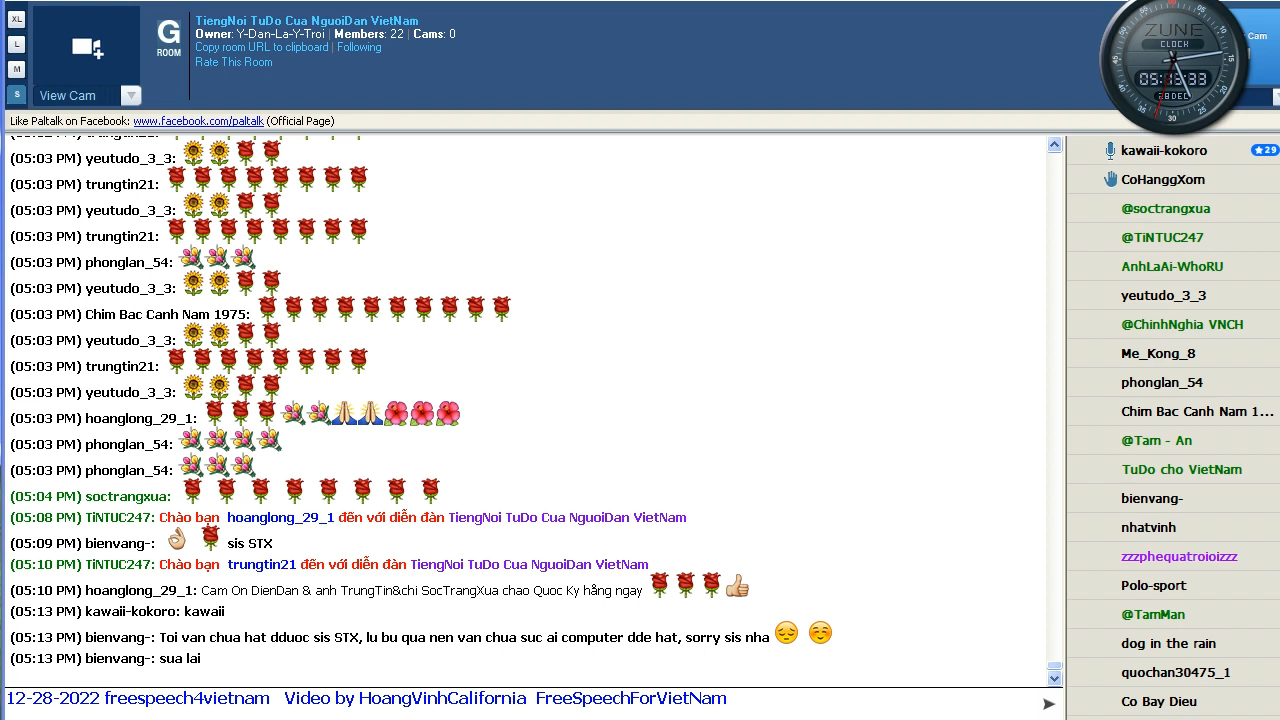 XL
L
M
S
View Cam
G
ROOM
TiengNoi TuDo Cua NguoiDan VietNam
Owner: Y-Dan-La-Y-Troi | Members: 22 | Cams: 0
Copy room URL to clipboard | Following
Rate This Room
ZUNE
CLOCK
05:13:33
28DEC
Cam
Like Paltalk on Facebook: www.facebook.com/paltalk (Official Page)
(05:03 PM) yeutudo_3_3:
(05:03 PM) trungtin21:
(05:03 PM) yeutudo_3_3:
(05:03 PM) trungtin21:
(05:03 PM) phonglan_54:
(05:03 PM) yeutudo_3_3:
(05:03 PM) Chim Bac Canh Nam 1975:
(05:03 PM) yeutudo_3_3:
(05:03 PM) trungtin21:
(05:03 PM) yeutudo_3_3:
(05:03 PM) hoanglong_29_1:
(05:03 PM) phonglan_54:
(05:03 PM) phonglan_54:
(05:04 PM) soctrangxua:
(05:08 PM) TiNTUC247: Chào bạn hoanglong_29_1 đến với diễn đàn TiengNoi TuDo Cua NguoiDan VietNam
(05:09 PM) bienvang-: sis STX
(05:10 PM) TiNTUC247: Chào bạn trungtin21 đến với diễn đàn TiengNoi TuDo Cua NguoiDan VietNam
(05:10 PM) hoanglong_29_1: Cam On DienDan & anh TrungTin&chi SocTrangXua chao Quoc Ky hằng ngay
(05:13 PM) kawaii-kokoro: kawaii
(05:13 PM) bienvang-: Toi van chua hat dduoc sis STX, lu bu qua nen van chua suc ai computer dde hat, sorry sis nha
(05:13 PM) bienvang-: sua lai
12-28-2022 freespeech4vietnam Video by HoangVinhCalifornia FreeSpeechForVietNam
kawaii-kokoro 29
CoHanggXom
@soctrangxua
@TiNTUC247
AnhLaAi-WhoRU
yeutudo_3_3
@ChinhNghia VNCH
Me_Kong_8
phonglan_54
Chim Bac Canh Nam 1...
@Tam - An
TuDo cho VietNam
bienvang-
nhatvinh
zzzphequatroioizzz
Polo-sport
@TamMan
dog in the rain
quochan30475_1
Co Bay Dieu